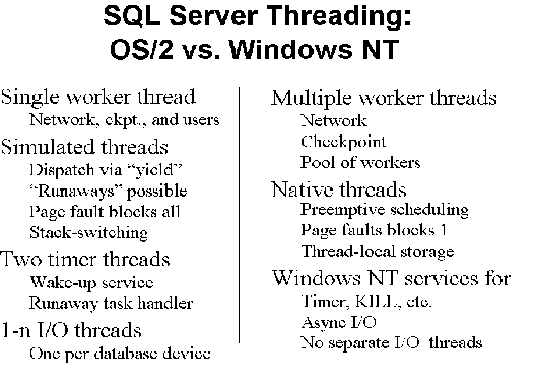 SQL Server Threading:
OS/2 vs. Windows NT
Single worker thread
Network, ckpt., and users
Simulated threads
Dispatch via “yield”
“Runaways” possible
Page fault blocks all
Stack-switching
Two timer threads
Wake-up service
Runaway task handler
1-n I/O threads
One per database device
Multiple worker threads
Network
Checkpoint
Pool of workers
Native threads
Preemptive scheduling
Page faults blocks 1
Thread-local storage
Windows NT services for
Timer, KILL, etc.
Async I/O
No separate I/O threads